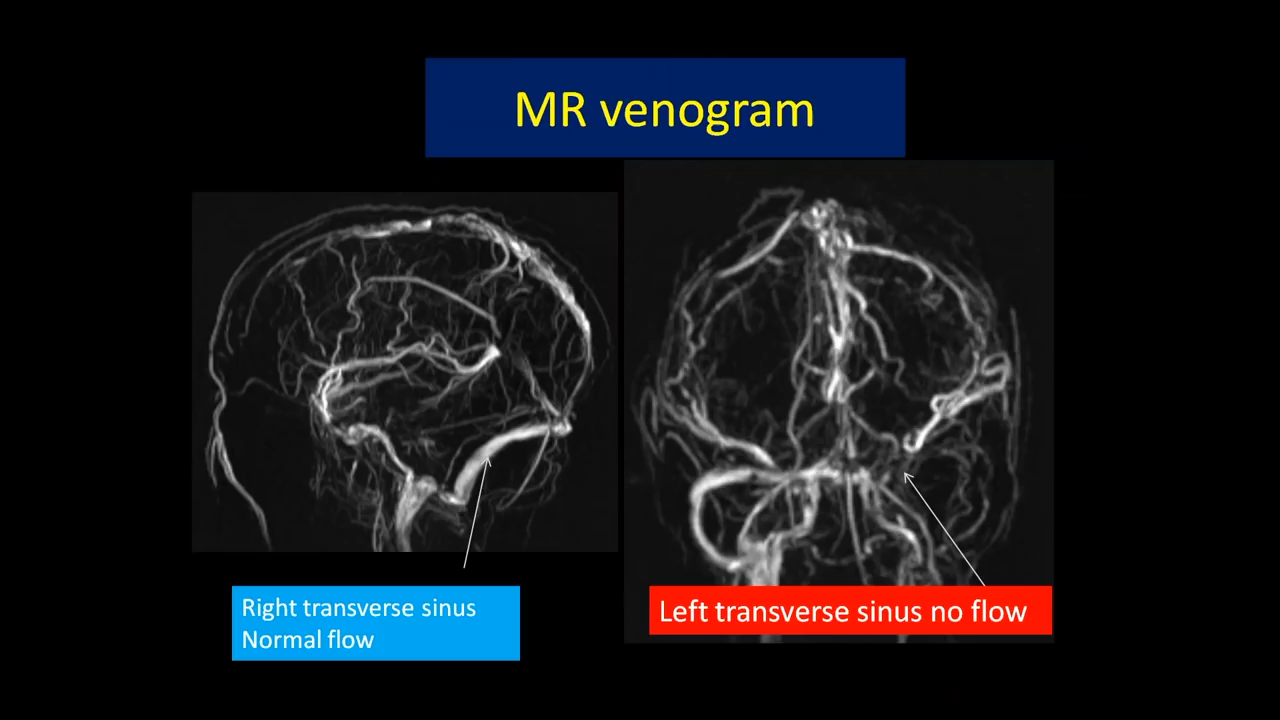 MR venogram
Right transverse sinus
Normal flow
Left transverse sinus no flow